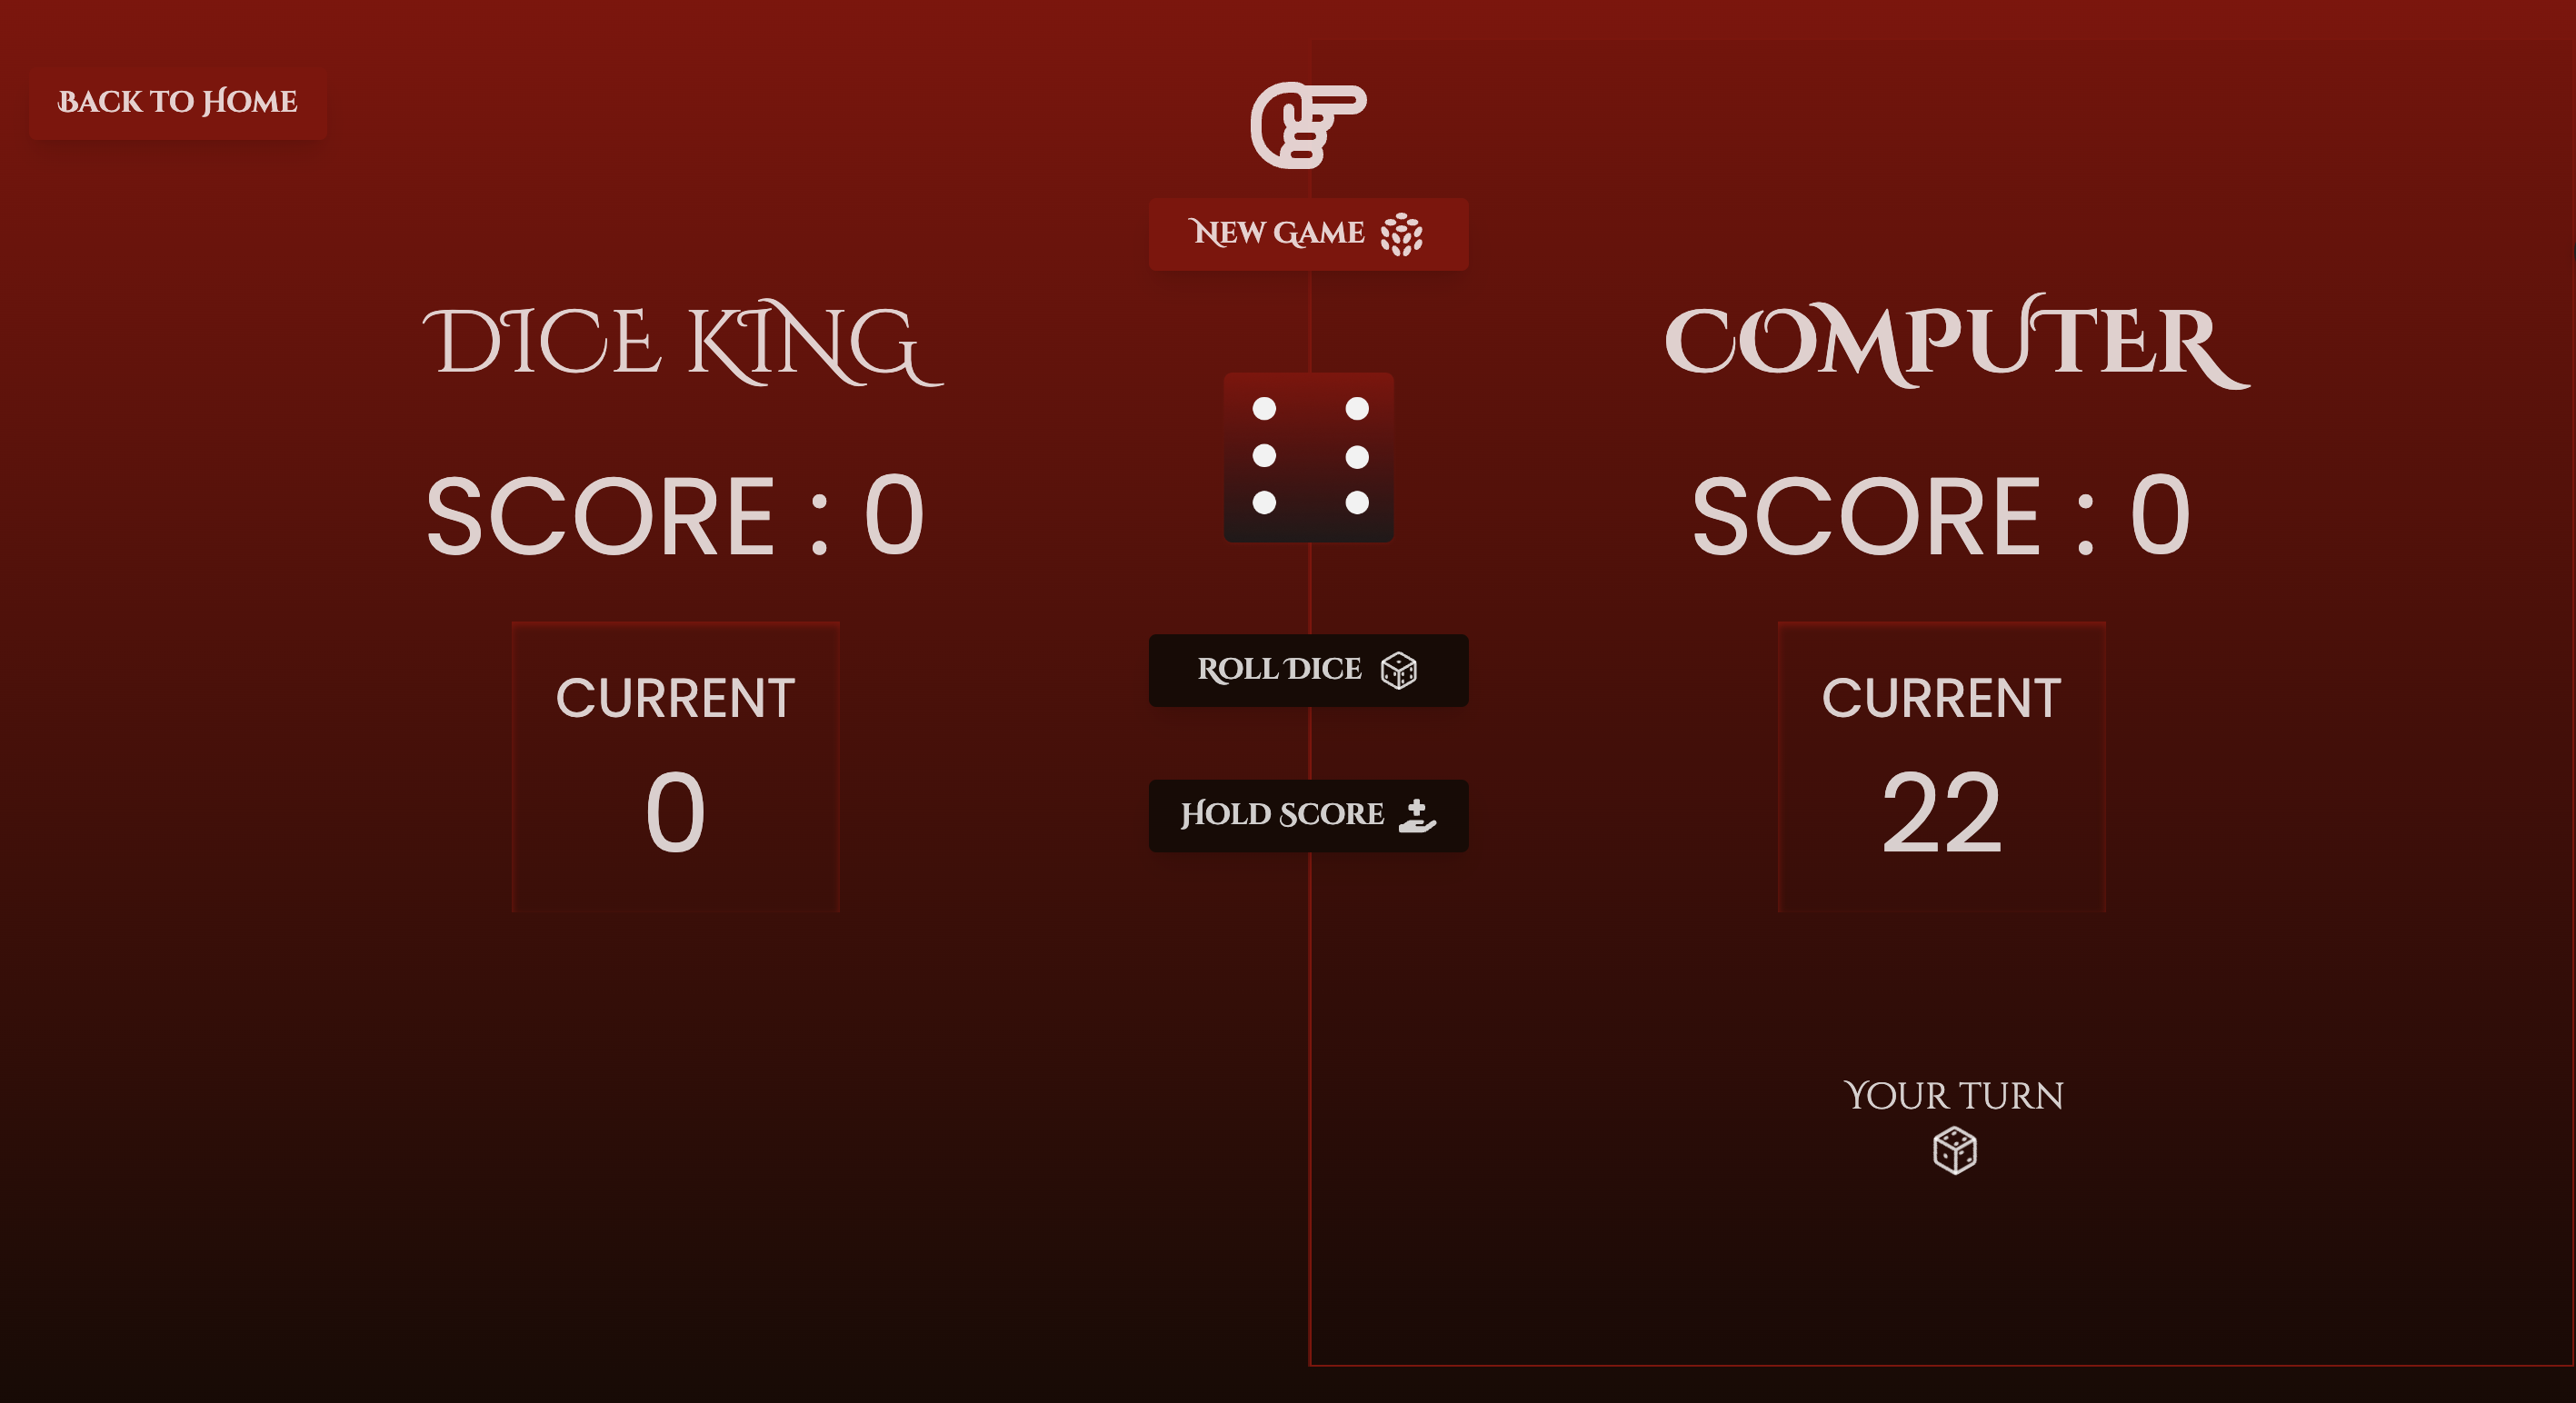 Back to Home
New Game
DICE KING
COMPUTER
SCORE : 0
SCORE : 0
Roll Dice
CURRENT
CURRENT
0
22
Hold Score
Your turn